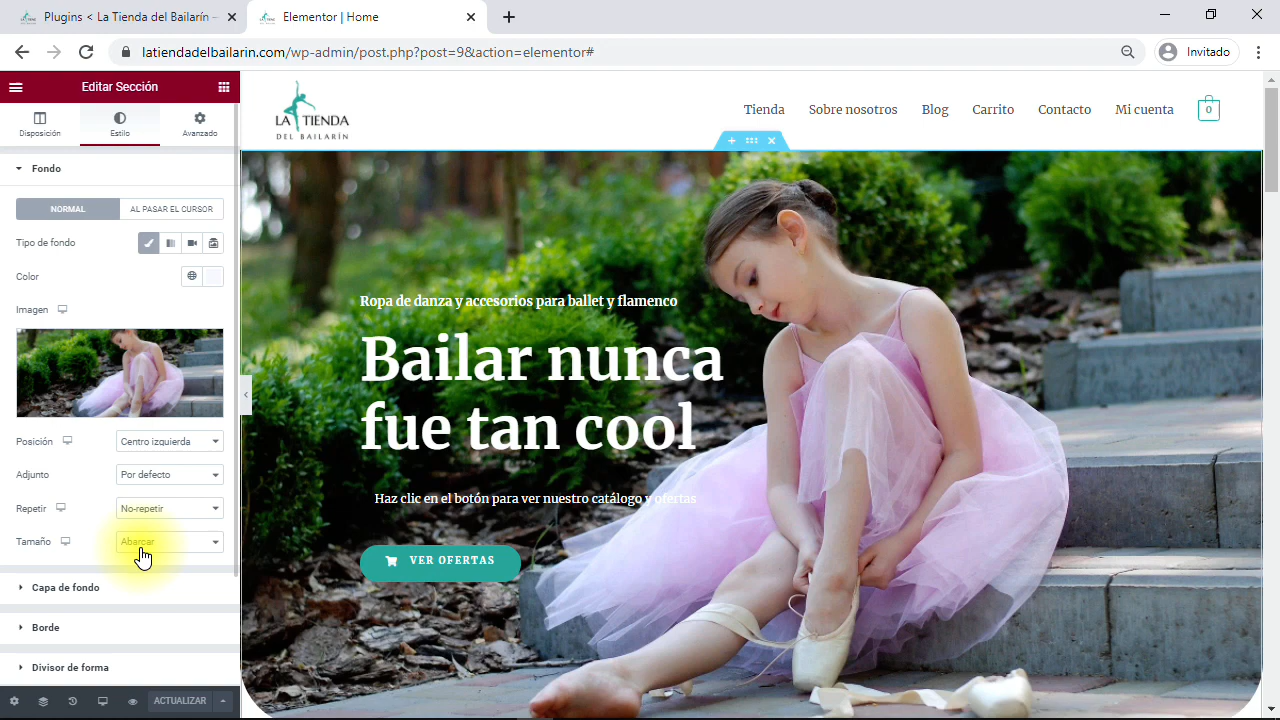 Plugins < La Tienda del Bailarín –
Elementor | Home
latiendadelbailarin.com/wp-admin/post.php?post=9&action=elementor#
Invitado
Editar Sección
Disposición
Estilo
Avanzado
Fondo
NORMAL
AL PASAR EL CURSOR
Tipo de fondo
Color
Imagen
Posición
Centro izquierda
Adjunto
Por defecto
Repetir
No-repetir
Tamaño
Abarcar
Capa de fondo
Borde
Divisor de forma
ACTUALIZAR
LA TIENDA
DEL BAILARÍN
Tienda
Sobre nosotros
Blog
Carrito
Contacto
Mi cuenta
0
Ropa de danza y accesorios para ballet y flamenco
Bailar nunca
fue tan cool
Haz clic en el botón para ver nuestro catálogo y ofertas
VER OFERTAS